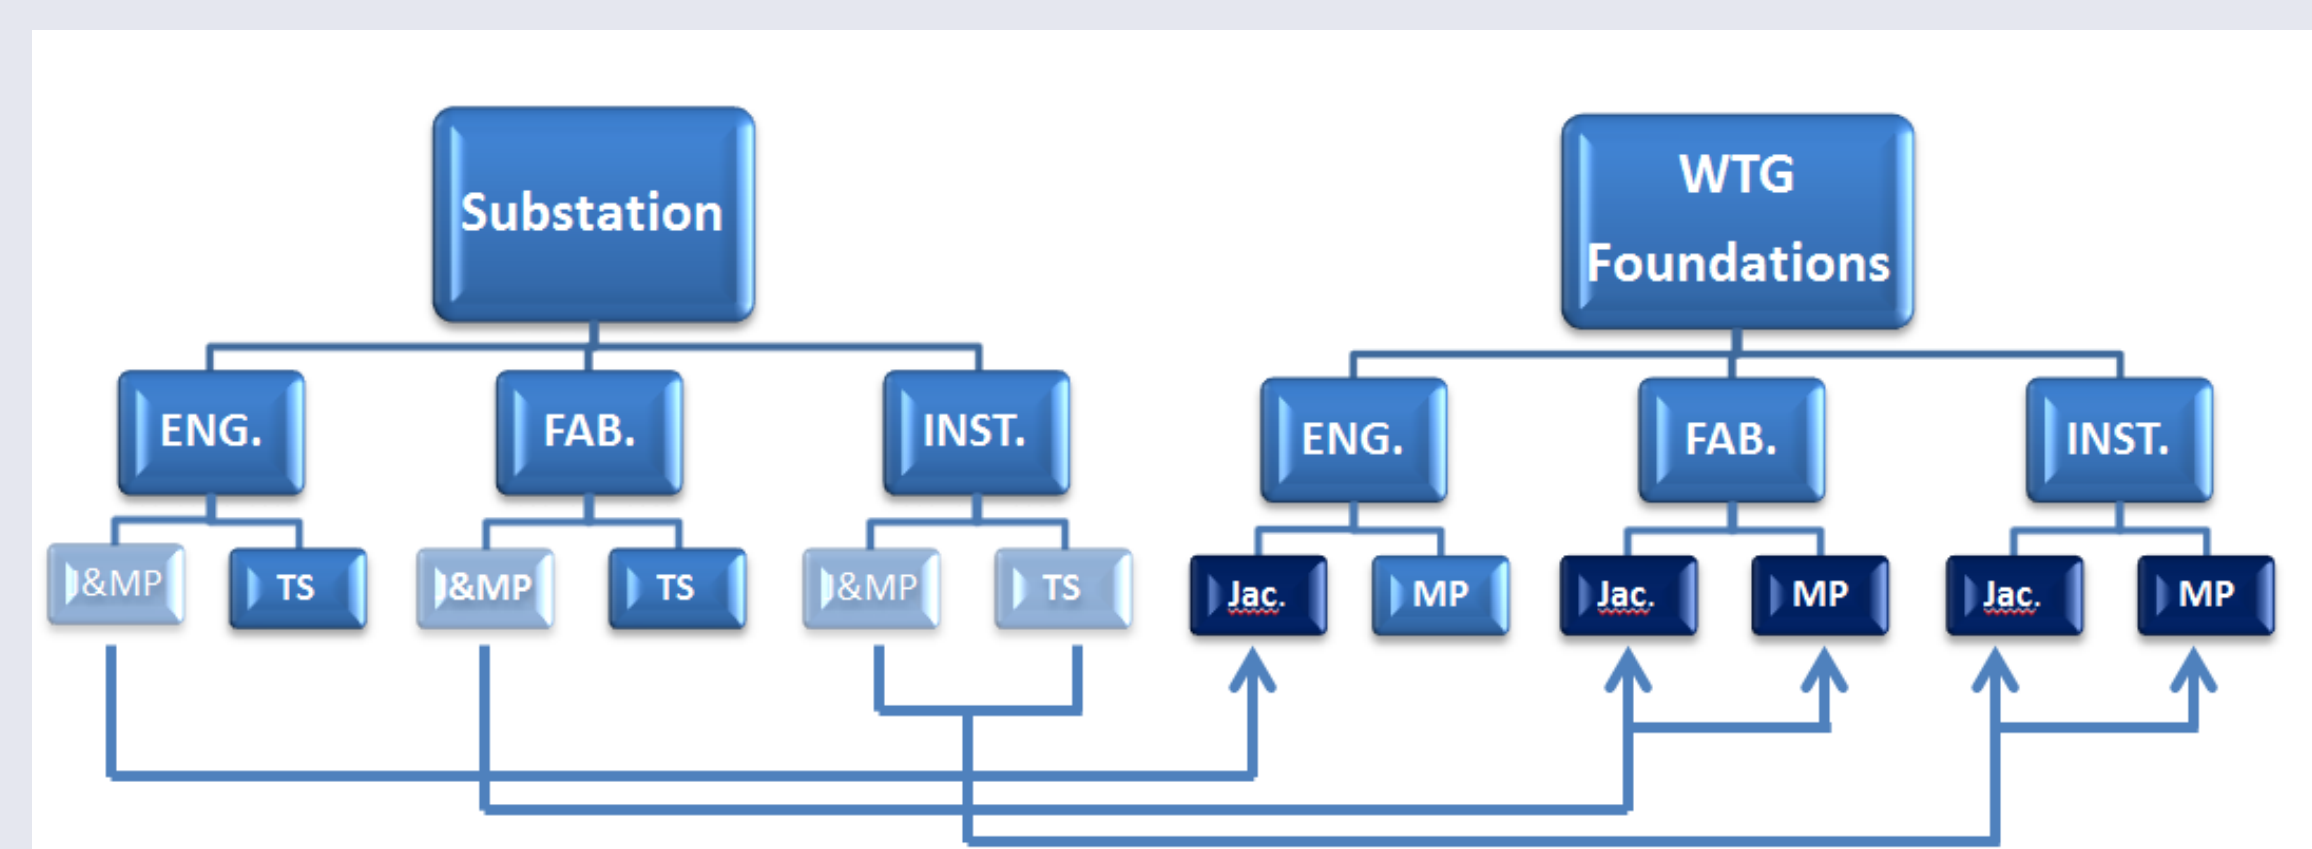 Substation
WTG
Foundations
ENG.
FAB.
INST.
ENG.
FAB.
INST.
J&MP
TS
J&MP
TS
J&MP
TS
Jac.
MP
Jac.
MP
Jac.
MP